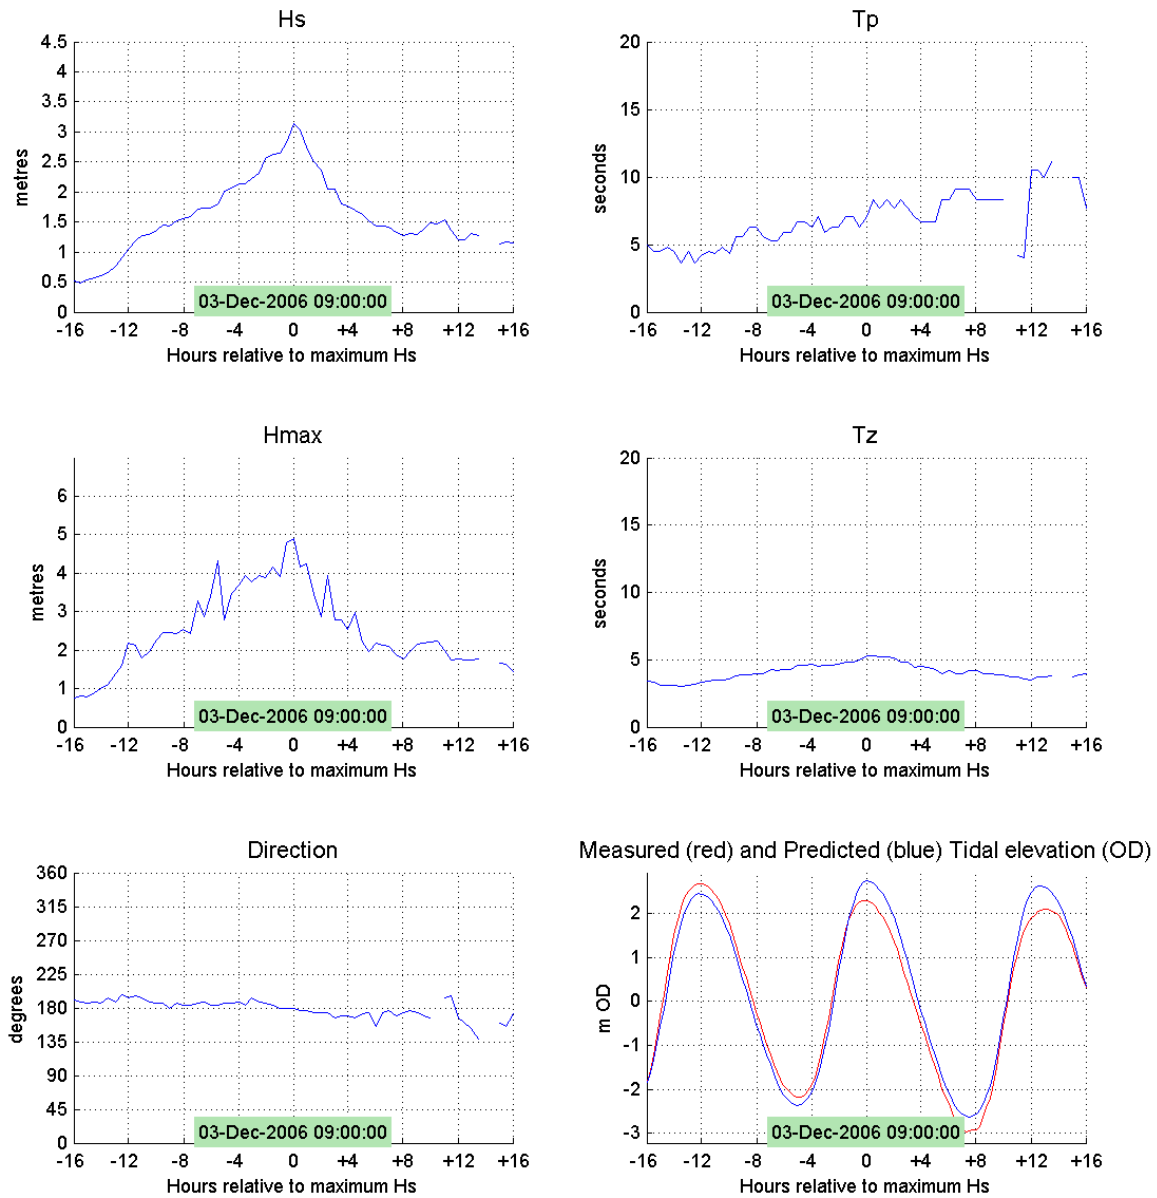 Hs
4.5
4
3.5
3
2.5
2
1.5
1
0.5
0
metres
03-Dec-2006 09:00:00
-16 -12 -8 -4 0 +4 +8 +12 +16
Hours relative to maximum Hs
Tp
20
15
10
5
0
seconds
03-Dec-2006 09:00:00
-16 -12 -8 -4 0 +4 +8 +12 +16
Hours relative to maximum Hs
Hmax
6
5
4
3
2
1
0
metres
03-Dec-2006 09:00:00
-16 -12 -8 -4 0 +4 +8 +12 +16
Hours relative to maximum Hs
Tz
20
15
10
5
0
seconds
03-Dec-2006 09:00:00
-16 -12 -8 -4 0 +4 +8 +12 +16
Hours relative to maximum Hs
Direction
360
315
270
225
180
135
90
45
0
degrees
03-Dec-2006 09:00:00
-16 -12 -8 -4 0 +4 +8 +12 +16
Hours relative to maximum Hs
Measured (red) and Predicted (blue) Tidal elevation (OD)
2
1
0
-1
-2
-3
m OD
03-Dec-2006 09:00:00
-16 -12 -8 -4 0 +4 +8 +12 +16
Hours relative to maximum Hs